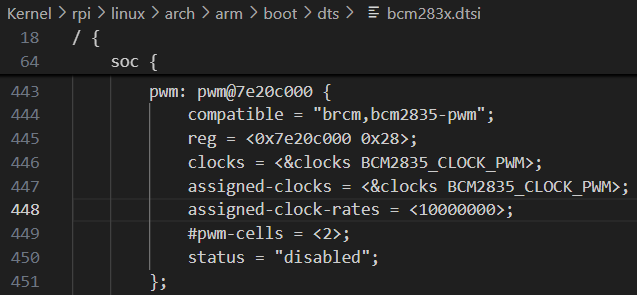 Kernel > rpi > linux > arch > arm > boot > dts > bcm283x.dtsi
18 / {
64 soc {
443 pwm: pwm@7e20c000 {
444 compatible = "brcm,bcm2835-pwm";
445 reg = <0x7e20c000 0x28>;
446 clocks = <&clocks BCM2835_CLOCK_PWM>;
447 assigned-clocks = <&clocks BCM2835_CLOCK_PWM>;
448 assigned-clock-rates = <10000000>;
449 #pwm-cells = <2>;
450 status = "disabled";
451 };